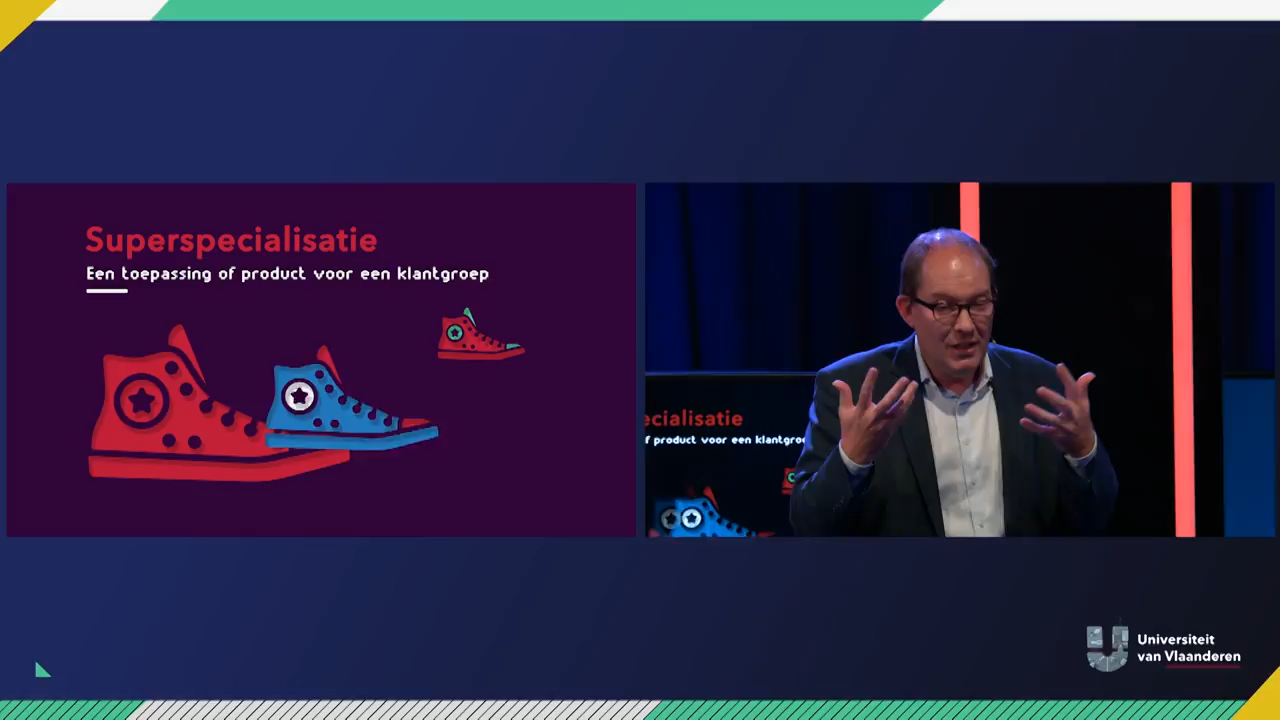 Superspecialisatie
Een toepassing of product voor een klantgroep
ecialisatie
f product voor een klantgroe
Universiteit
van Vlaanderen